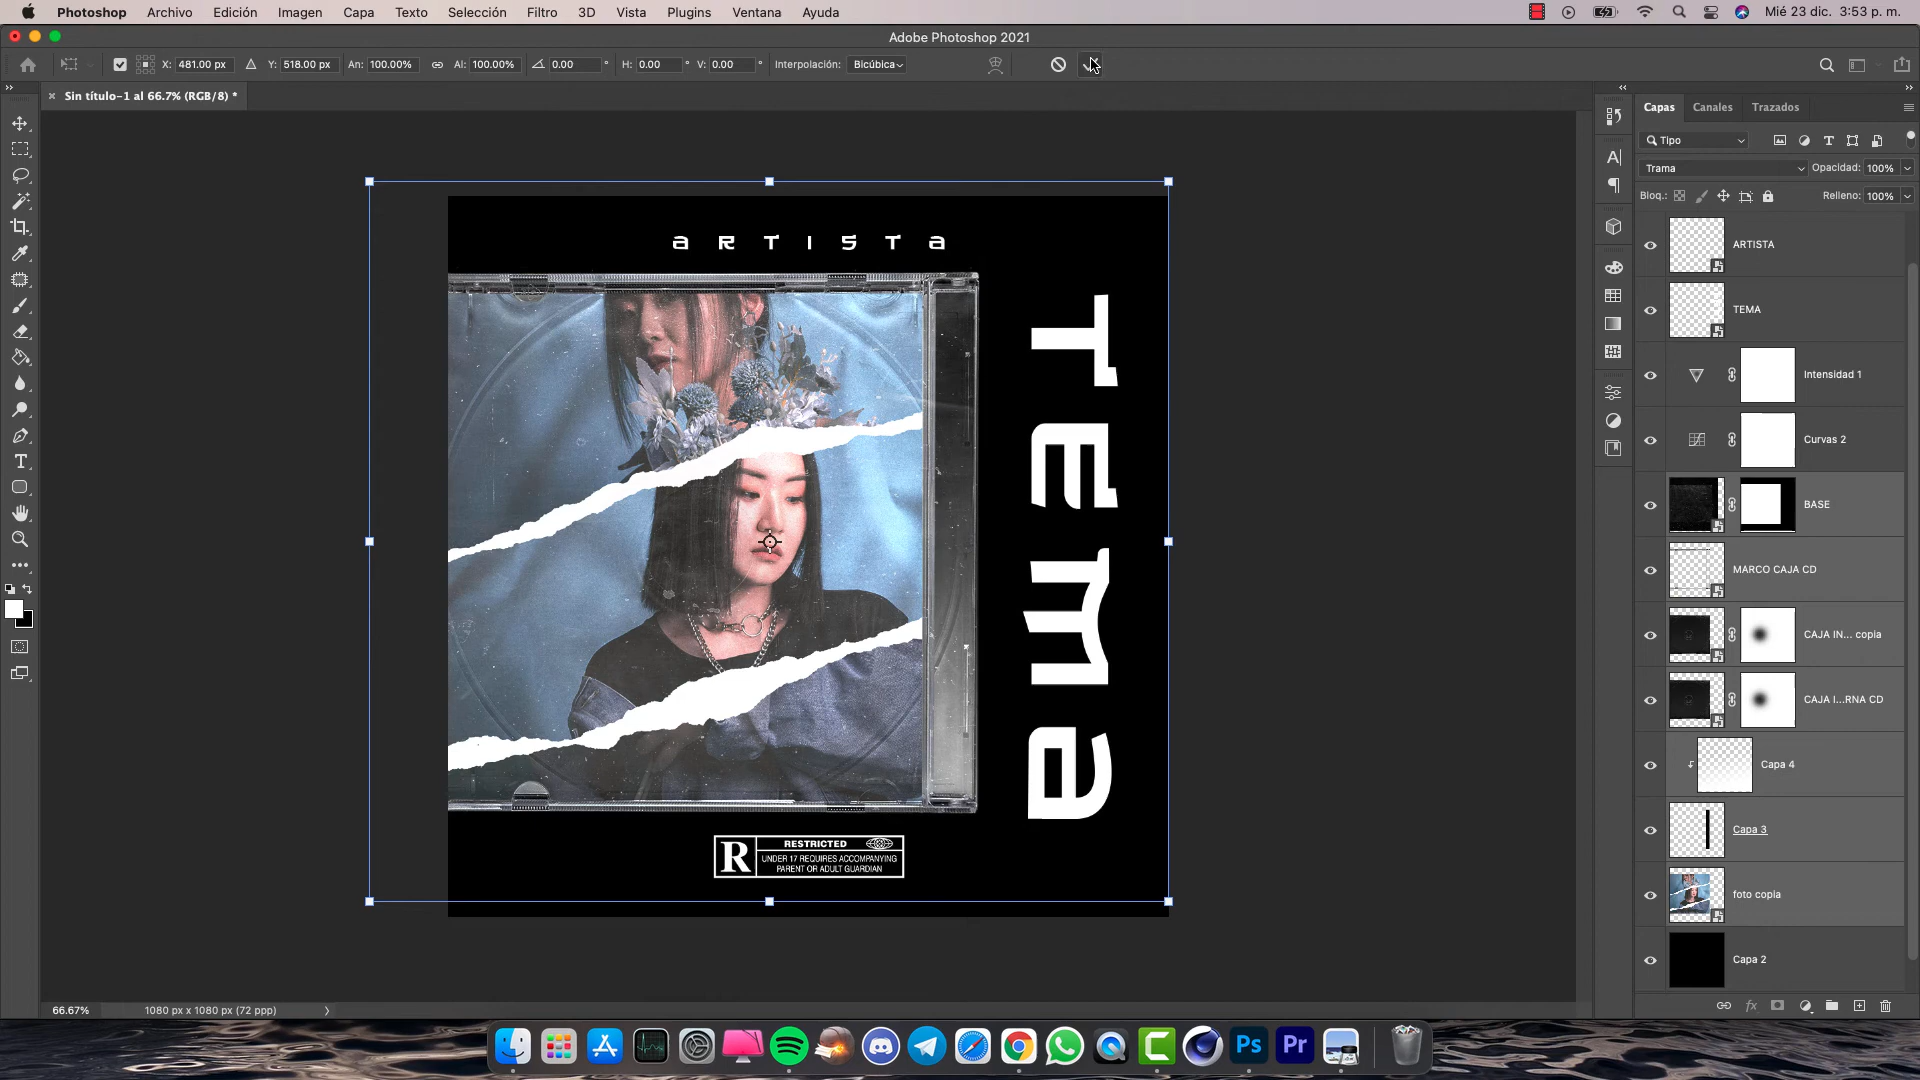 Photoshop Archivo Edición Imagen Capa Texto Selección Filtro 3D Vista Plugins Ventana Ayuda Mié 23 dic. 3:53 p. m.
Adobe Photoshop 2021
X: 481.00 px Y: 518.00 px An: 100.00% Al: 100.00% 0.00 ° H: 0.00 ° V: 0.00 ° Interpolación: Bicúbica
Sin título-1 al 66.7% (RGB/8) *
Capas Canales Trazados
Tipo
Trama Opacidad: 100%
Bloq.: Relleno: 100%
ARTISTA
TEMA
Intensidad 1
Curvas 2
BASE
MARCO CAJA CD
CAJA IN... copia
CAJA I...RNA CD
Capa 4
Capa 3
foto copia
Capa 2
ARTISTA
TEMA
R RESTRICTED
UNDER 17 REQUIRES ACCOMPANYING
PARENT OR ADULT GUARDIAN
66.67% 1080 px x 1080 px (72 ppp)
Ps Pr